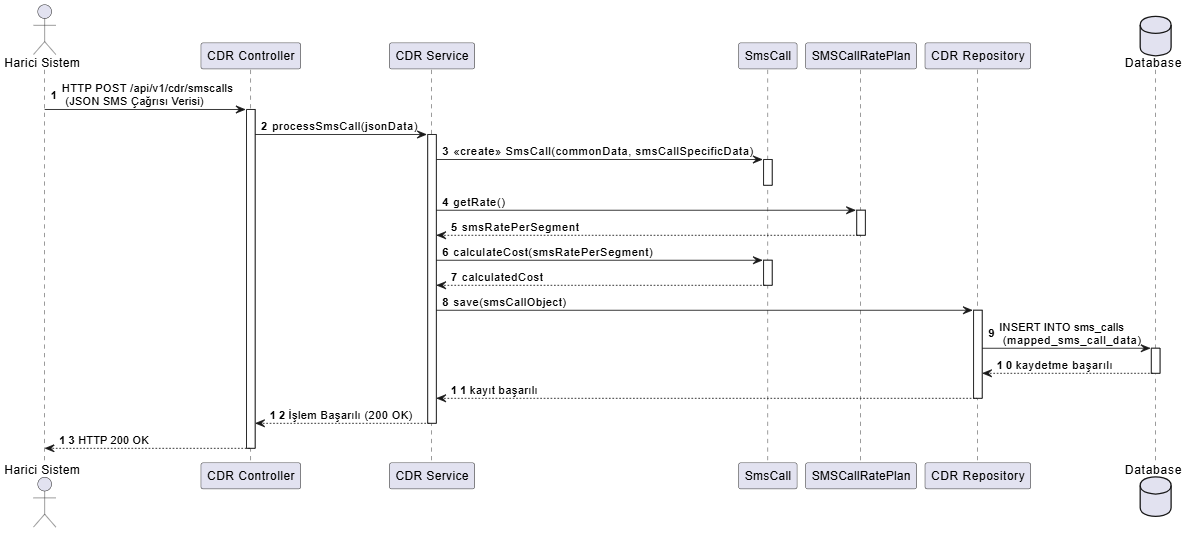 Harici Sistem
CDR Controller
CDR Service
SmsCall
SMSCallRatePlan
CDR Repository
Database
1 HTTP POST /api/v1/cdr/smscalls
(JSON SMS Çağrısı Verisi)
2 processSmsCall(jsonData)
3 «create» SmsCall(commonData, smsCallSpecificData)
4 getRate()
5 smsRatePerSegment
6 calculateCost(smsRatePerSegment)
7 calculatedCost
8 save(smsCallObject)
9 INSERT INTO sms_calls
(mapped_sms_call_data)
10 kaydetme başarılı
11 kayıt başarılı
12 İşlem Başarılı (200 OK)
13 HTTP 200 OK
Harici Sistem
CDR Controller
CDR Service
SmsCall
SMSCallRatePlan
CDR Repository
Database